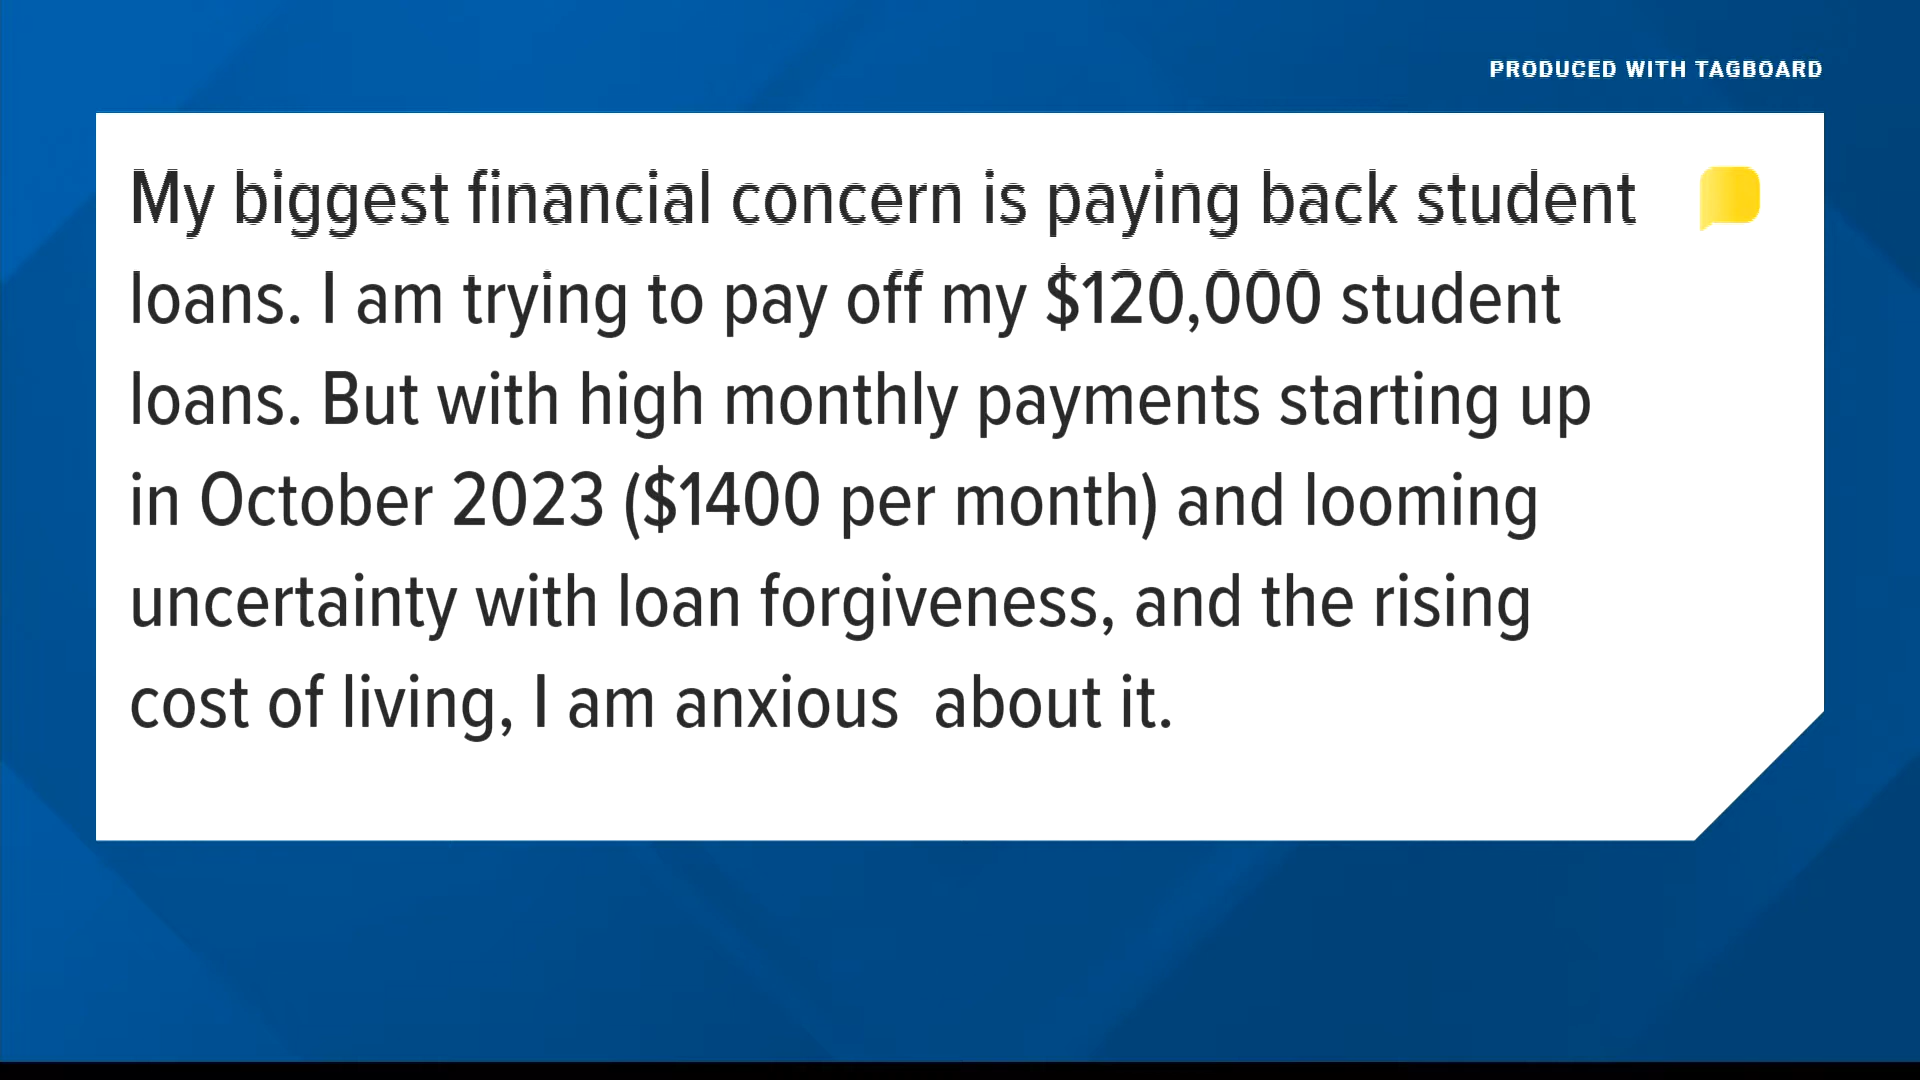 PRODUCED WITH TAGBOARD
My biggest financial concern is paying back student
loans. I am trying to pay off my $120,000 student
loans. But with high monthly payments starting up
in October 2023 ($1400 per month) and looming
uncertainty with loan forgiveness, and the rising
cost of living, I am anxious  about it.